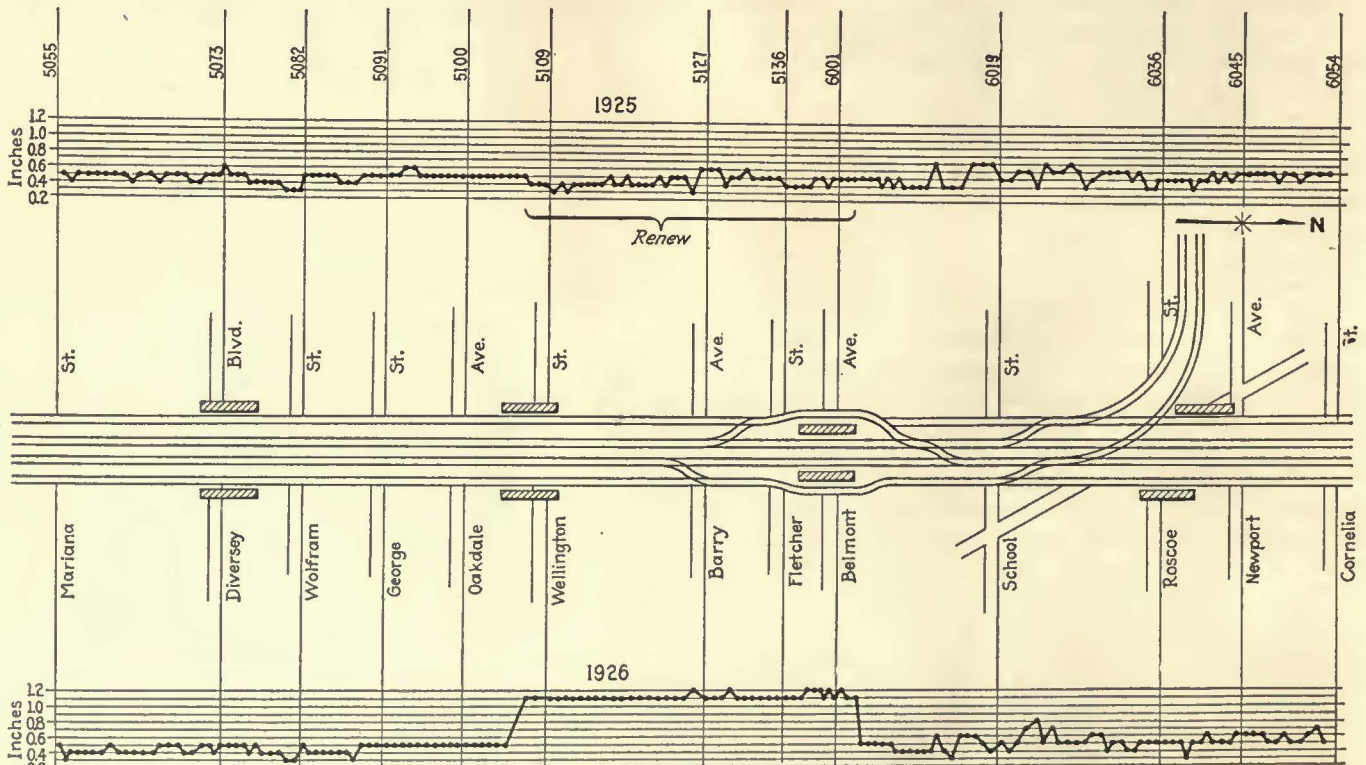 5055
5073
5082
5091
5100
5109
5127
5136
6001
6019
6036
6045
6054
1925
Inches
1.2
1.0
0.8
0.6
0.4
0.2
Renew
N
St.
Blvd.
St.
St.
Ave.
St.
Ave.
St.
Ave.
St.
St.
Ave.
St.
Mariana
Diversey
Wolfram
George
Oakdale
Wellington
Barry
Fletcher
Belmont
School
Roscoe
Newport
Cornelia
1926
Inches
1.2
1.0
0.8
0.6
0.4